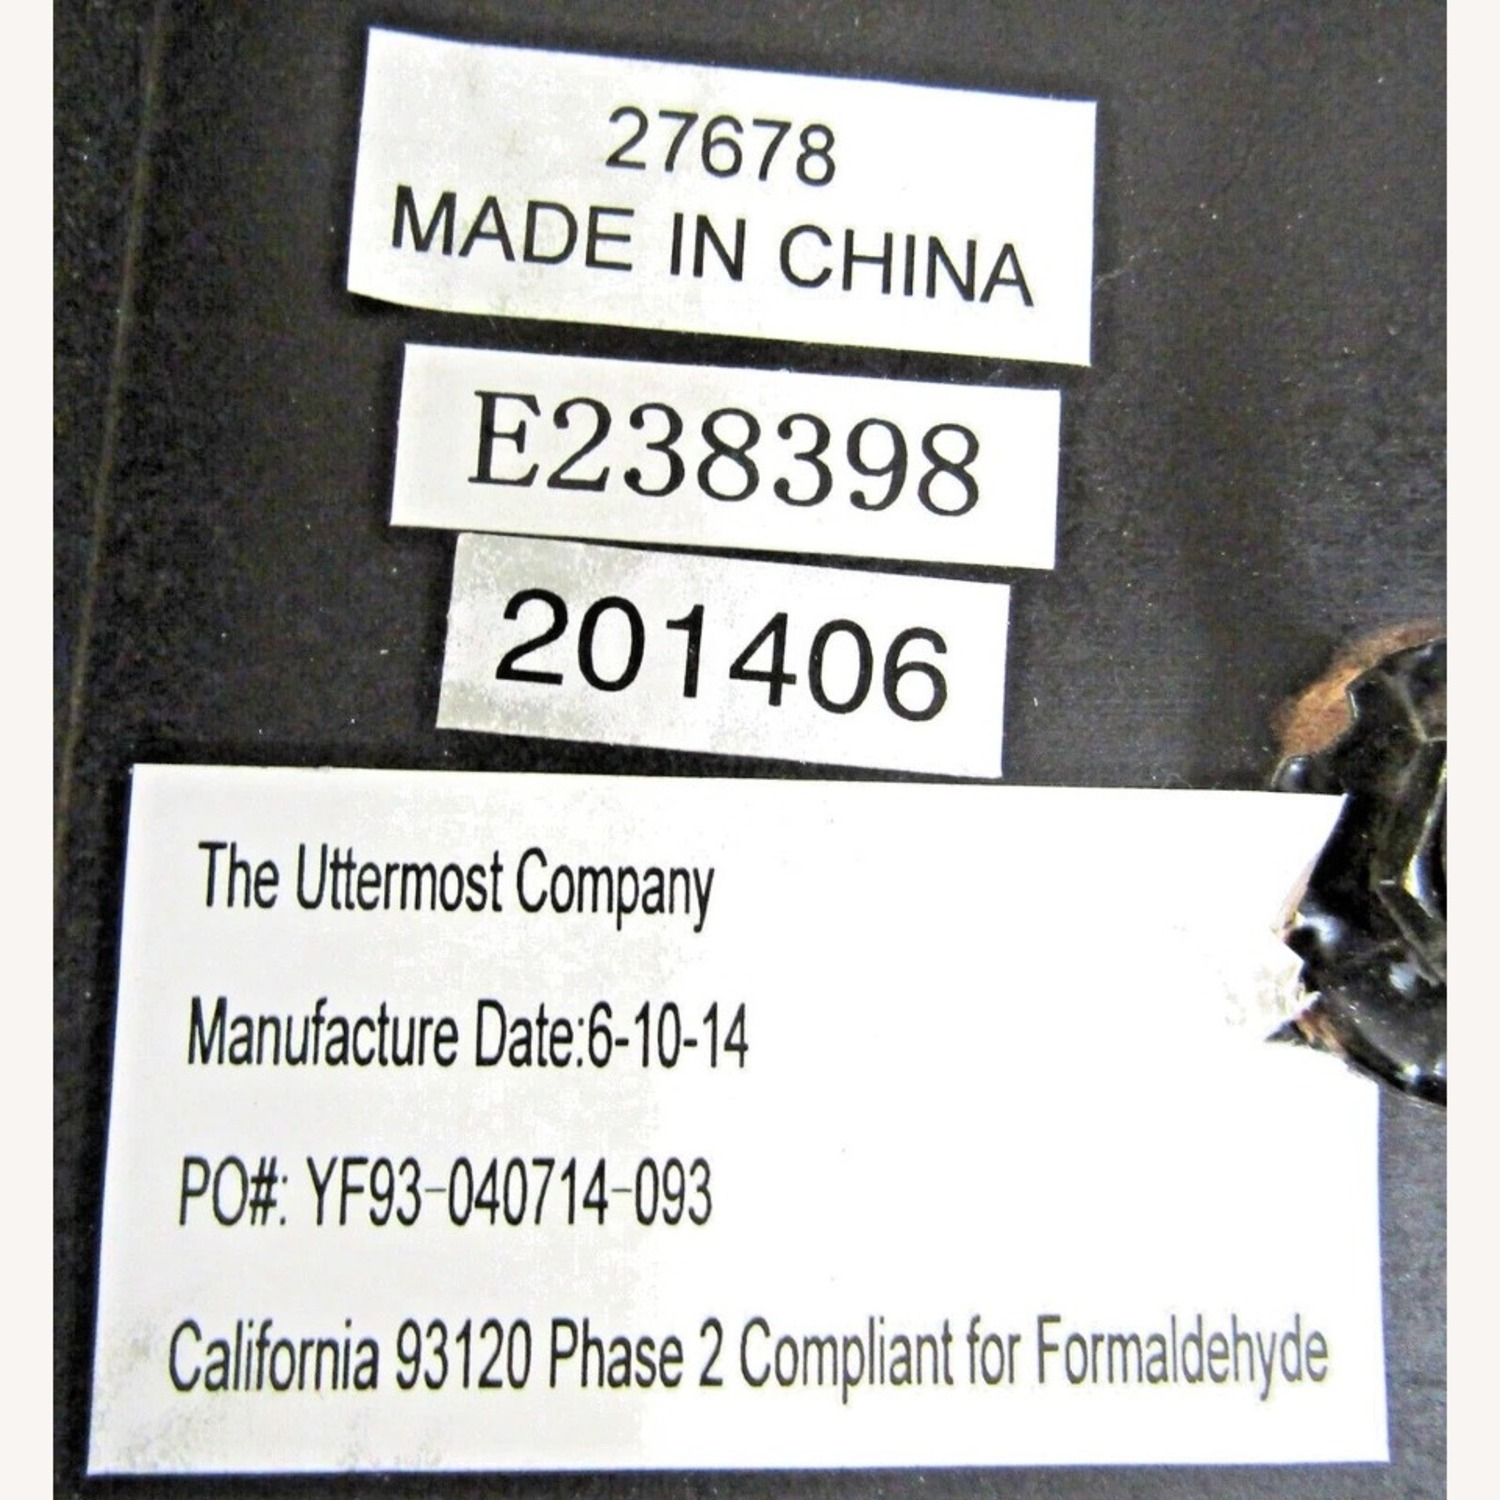 27678
MADE IN CHINA
E238398
201406
The Uttermost Company
Manufacture Date:6-10-14
PO#: YF93-040714-093
California 93120 Phase 2 Compliant for Formaldehyde